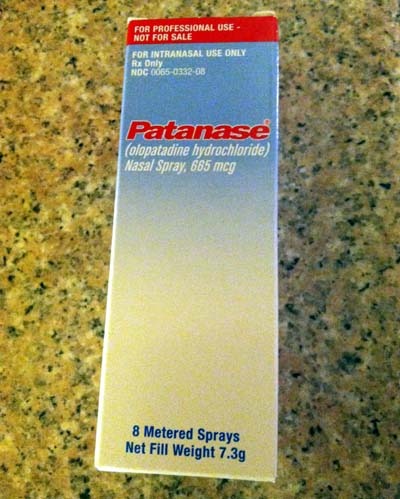 FOR PROFESSIONAL USE -
NOT FOR SALE
FOR INTRANASAL USE ONLY
Rx Only
NDC 0065-0332-08
Patanase®
(olopatadine hydrochloride)
Nasal Spray, 665 mcg
8 Metered Sprays
Net Fill Weight 7.3g